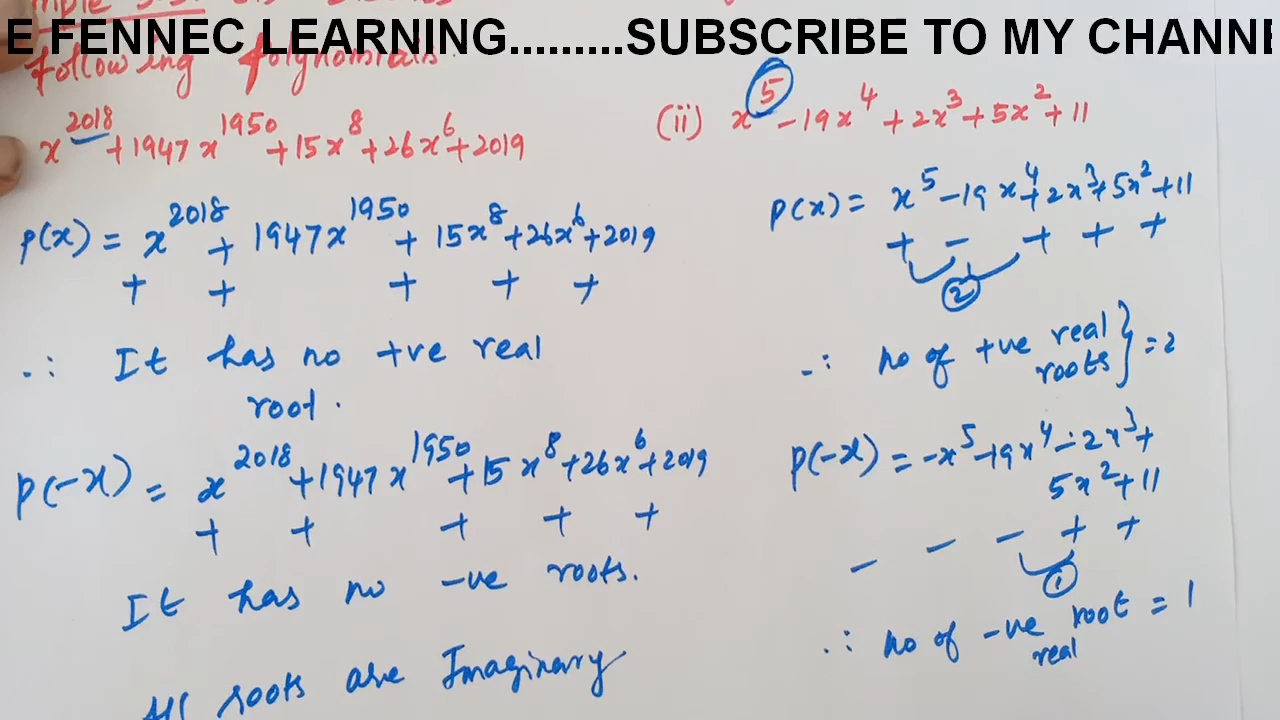 E FENNEC LEARNING.........SUBSCRIBE TO MY CHANNE
following Polynomials
x^2018 + 1947 x^1950 + 15x^8 + 26x^6 + 2019
P(x) = x^2018 + 1947x^1950 + 15x^8 + 26x^6 + 2019
+ + + + +
∴ It has no +ve real
root.
P(-x) = x^2018 + 1947 x^1950 + 15 x^8 + 26x^6 + 2019
+ + + + +
It has no -ve roots.
All roots are Imaginary
(ii) x^5 - 19x^4 + 2x^3 + 5x^2 + 11
P(x) = x^5 - 19 x^4 + 2x^3 + 5x^2 + 11
+ - + + +
2
∴ no of +ve real
roots } = 2
P(-x) = -x^5 - 19x^4 - 2x^3 +
5x^2 + 11
- - - + +
1
∴ no of -ve root = 1
real